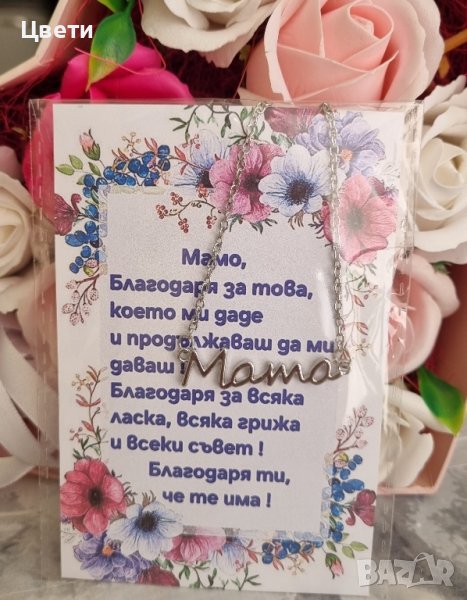 Цвети
Мамо,
Благодаря за това,
което ми даде
и продължаваш да ми
даваш !
Мама
Благодаря за всяка
ласка, всяка грижа
и всеки съвет !
Благодаря ти,
че те има !
BAZAR